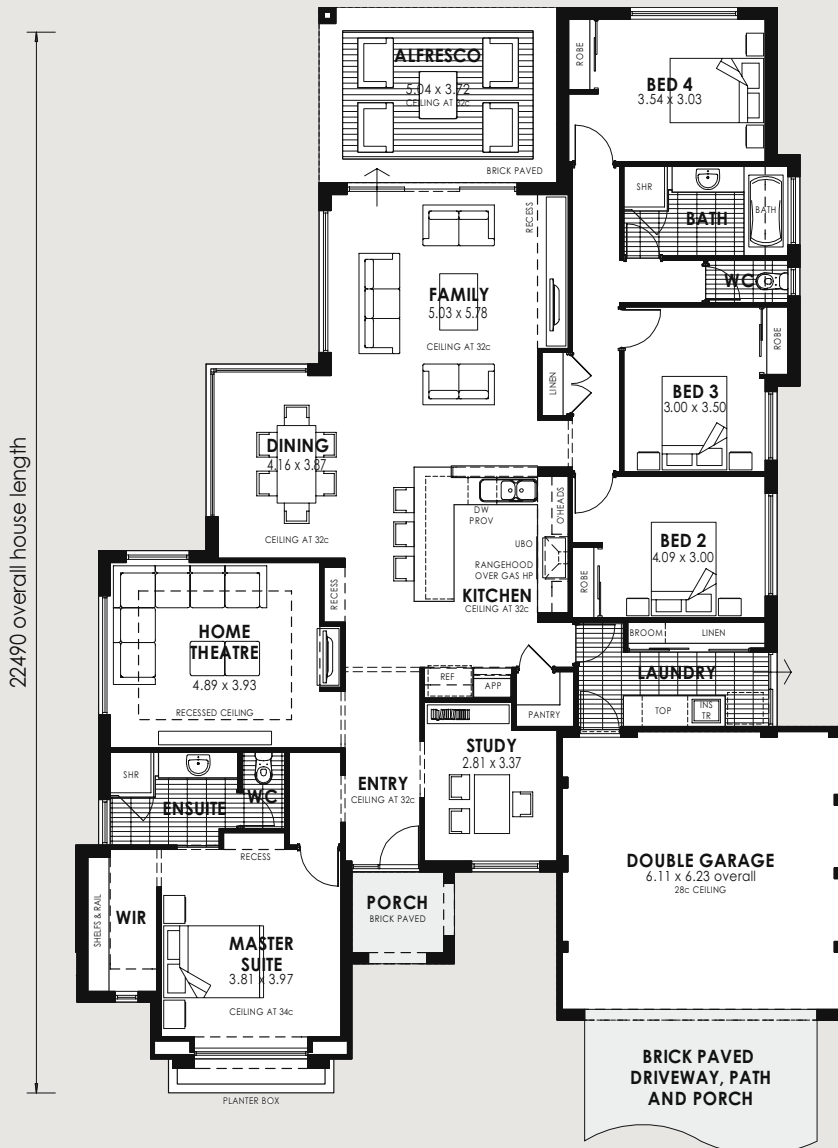 ALFRESCO
5.04 x 3.72
CEILING AT 32c
BRICK PAVED
ROBE
BED 4
3.54 x 3.03
SHR
BATH
BATH
WC
RECESS
FAMILY
5.03 x 5.78
CEILING AT 32c
LINEN
ROBE
BED 3
3.00 x 3.50
DINING
4.16 x 3.87
CEILING AT 32c
DW
PROV
O'HEADS
UBO
RANGEHOOD
OVER GAS HP
KITCHEN
CEILING AT 32c
BED 2
4.09 x 3.00
ROBE
22490 overall house length
RECESS
HOME
THEATRE
4.89 x 3.93
RECESSED CEILING
BROOM
LINEN
LAUNDRY
TOP
INS
TR
REF
APP
PANTRY
STUDY
2.81 x 3.37
SHR
ENSUITE
WC
ENTRY
CEILING AT 32c
RECESS
DOUBLE GARAGE
6.11 x 6.23 overall
28c CEILING
SHELFS & RAIL
WIR
PORCH
BRICK PAVED
MASTER
SUITE
3.81 x 3.97
CEILING AT 34c
PLANTER BOX
BRICK PAVED
DRIVEWAY, PATH
AND PORCH